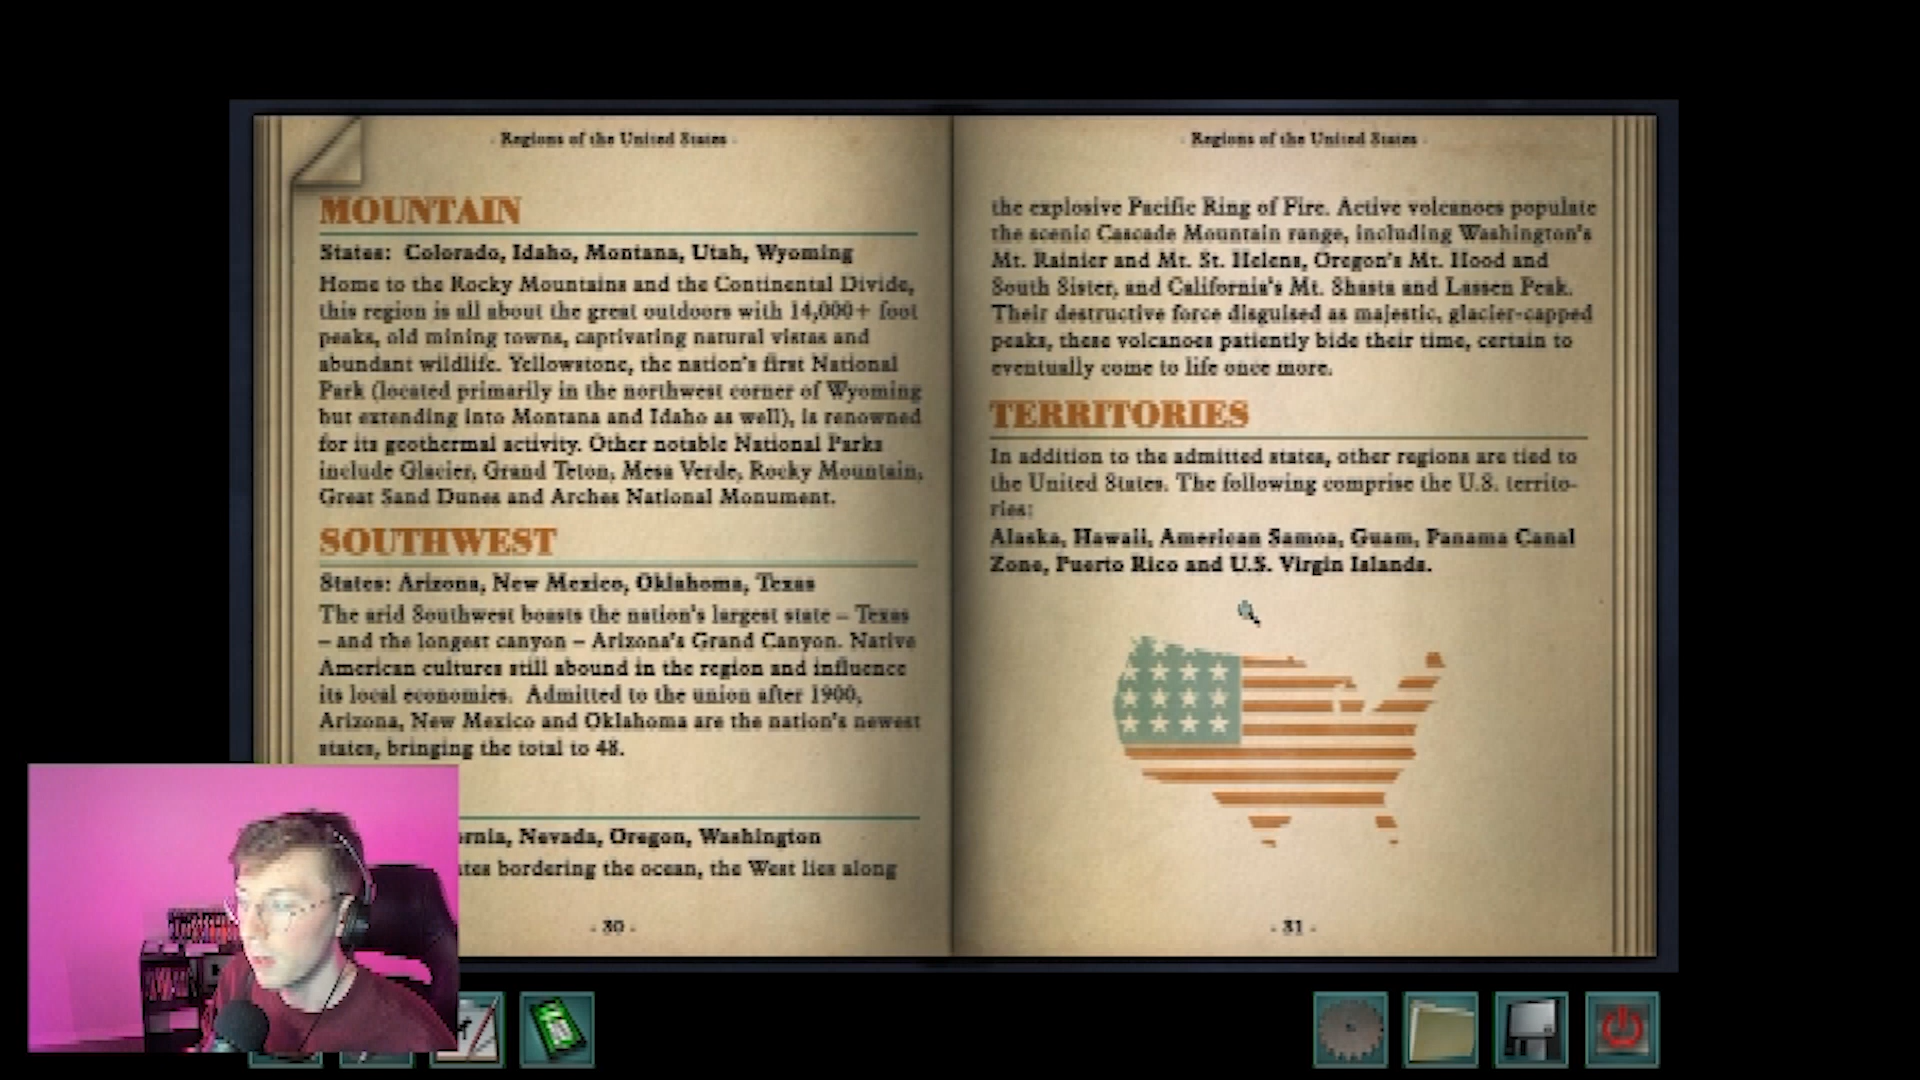 - Regions of the United States -
MOUNTAIN
States: Colorado, Idaho, Montana, Utah, Wyoming
Home to the Rocky Mountains and the Continental Divide,
this region is all about the great outdoors with 14,000+ foot
peaks, old mining towns, captivating natural vistas and
abundant wildlife. Yellowstone, the nation's first National
Park (located primarily in the northwest corner of Wyoming
but extending into Montana and Idaho as well), is renowned
for its geothermal activity. Other notable National Parks
include Glacier, Grand Teton, Mesa Verde, Rocky Mountain,
Great Sand Dunes and Arches National Monument.
SOUTHWEST
States: Arizona, New Mexico, Oklahoma, Texas
The arid Southwest boasts the nation's largest state – Texas
– and the longest canyon – Arizona's Grand Canyon. Native
American cultures still abound in the region and influence
its local economies. Admitted to the union after 1900,
Arizona, New Mexico and Oklahoma are the nation's newest
states, bringing the total to 48.
ornia, Nevada, Oregon, Washington
tes bordering the ocean, the West lies along
- 30 -
- Regions of the United States -
the explosive Pacific Ring of Fire. Active volcanoes populate
the scenic Cascade Mountain range, including Washington's
Mt. Rainier and Mt. St. Helens, Oregon's Mt. Hood and
South Sister, and California's Mt. Shasta and Lassen Peak.
Their destructive force disguised as majestic, glacier-capped
peaks, these volcanoes patiently bide their time, certain to
eventually come to life once more.
TERRITORIES
In addition to the admitted states, other regions are tied to
the United States. The following comprise the U.S. territo-
ries:
Alaska, Hawaii, American Samoa, Guam, Panama Canal
Zone, Puerto Rico and U.S. Virgin Islands.
- 31 -